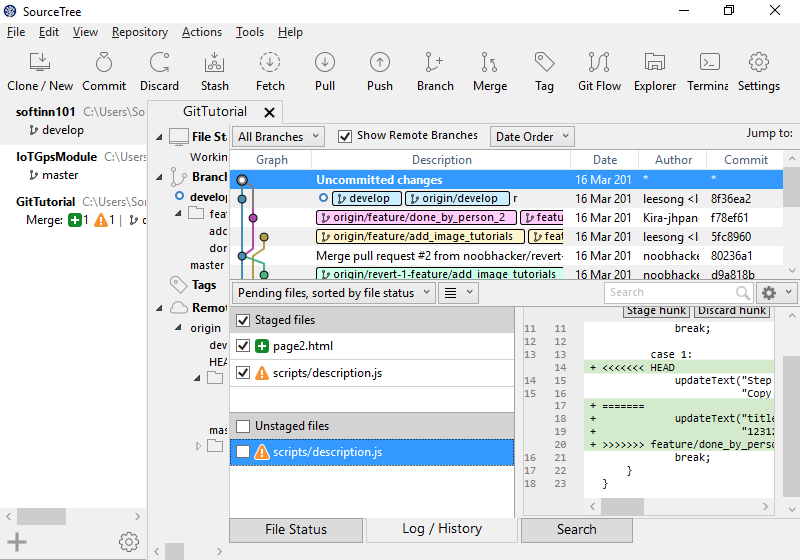 SourceTree
File Edit View Repository Actions Tools Help
Clone / New Commit Discard Stash Fetch Pull Push Branch Merge Tag Git Flow Explorer Termina Settings
softinn101 C:\Users\So
develop
IoTGpsModule C:\Users\So
master
GitTutorial C:\Users\So
Merge: 1 1 |
GitTutorial
File Sta
Workin
Branch
develop
feat
add
don
master
Tags
Remo
origin
dev
HEA
mas
All Branches Show Remote Branches Date Order Jump to:
Graph Description Date Author Commit
Uncommitted changes 16 Mar 201 * *
develop origin/develop r 16 Mar 201 leesong <l 8f36ea2
origin/feature/done_by_person_2 featu 16 Mar 201 Kira-jhpan f78ef61
origin/feature/add_image_tutorials feat 16 Mar 201 leesong <l 5fc8960
Merge pull request #2 from noobhacker/revert- 16 Mar 201 noobhacke 80236a1
origin/revert-1-feature/add_image_tutorials 16 Mar 201 noobhacke d9a818b
Pending files, sorted by file status Search
Staged files
page2.html
scripts/description.js
Unstaged files
scripts/description.js
Stage hunk Discard hunk
11 11 break;
12 12
13 13 case 1:
14 + <<<<<<< HEAD
14 15 updateText("Step
15 16 "Copy
17 + =======
18 + updateText("title
19 + "12312
20 + >>>>>>> feature/done_by_perso
16 21 break;
17 22 }
18 23 }
File Status Log / History Search